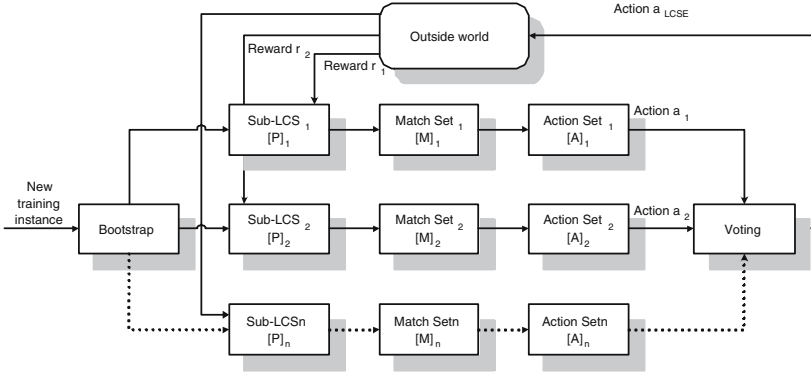 Action a LCSE
Outside world
Reward r 2
Reward r 1
Sub-LCS 1
[P] 1
Match Set 1
[M] 1
Action Set 1
[A] 1
Action a 1
New
training
instance
Bootstrap
Sub-LCS 2
[P] 2
Match Set 2
[M] 2
Action Set 2
[A] 2
Action a 2
Voting
Sub-LCSn
[P] n
Match Setn
[M] n
Action Setn
[A] n